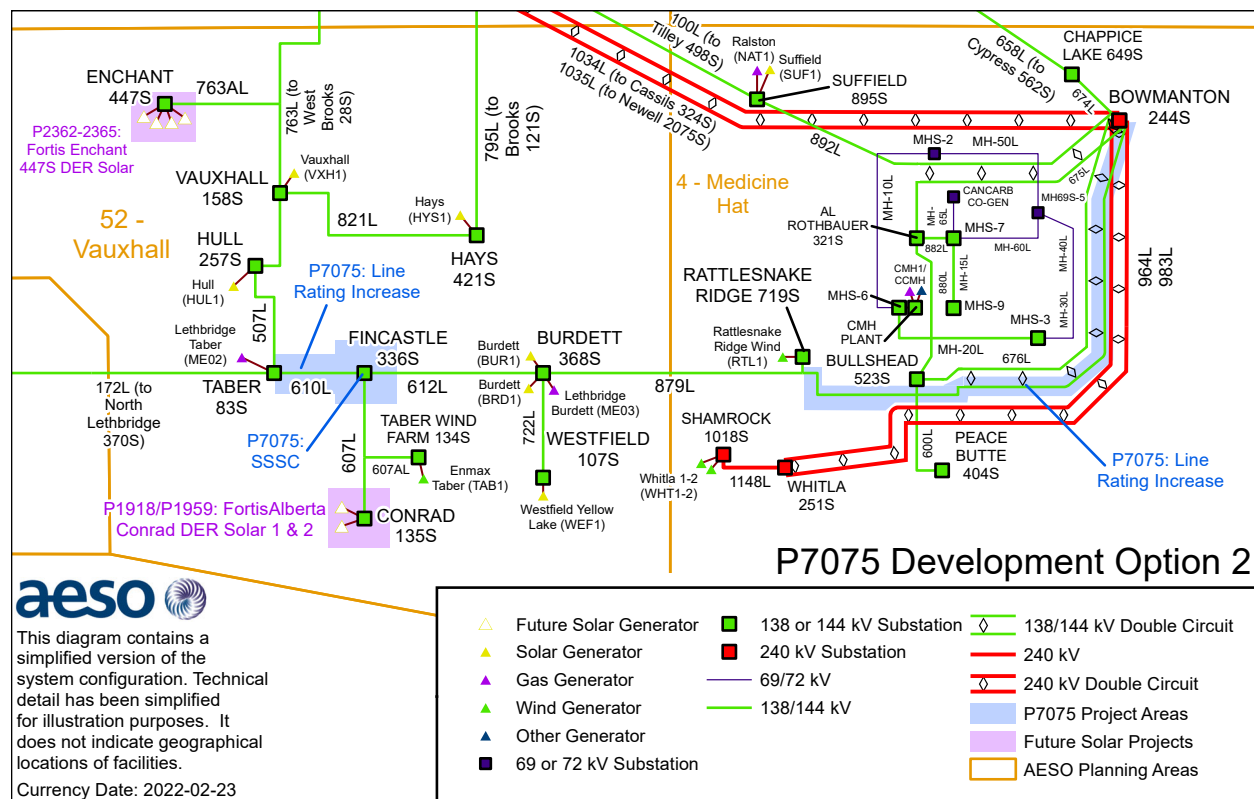 ENCHANT
447S
763AL
P2362-2365:
Fortis Enchant
447S DER Solar
763L (to
West
Brooks
28S)
795L (to
Brooks
121S)
VAUXHALL
158S
Vauxhall
(VXH1)
52 -
Vauxhall
821L
Hays
(HYS1)
HAYS
421S
HULL
257S
Hull
(HUL1)
507L
P7075: Line
Rating Increase
Lethbridge
Taber
(ME02)
TABER
83S
610L
FINCASTLE
336S
612L
172L (to
North
Lethbridge
370S)
P7075:
SSSC
607L
TABER WIND
FARM 134S
607AL
Enmax
Taber (TAB1)
P1918/P1959: FortisAlberta
Conrad DER Solar 1 & 2
CONRAD
135S
Burdett
(BUR1)
BURDETT
368S
Burdett
(BRD1)
Lethbridge
Burdett (ME03)
722L
WESTFIELD
107S
Westfield Yellow
Lake (WEF1)
879L
100L (to
Tilley 498S)
1034L (to Cassils 324S)
1035L (to Newell 2075S)
Ralston
(NAT1)
Suffield
(SUF1)
SUFFIELD
895S
892L
658L (to
Cypress 562S)
CHAPPICE
LAKE 649S
674L
BOWMANTON
244S
4 - Medicine
Hat
MHS-2
MH-50L
675L
MH-10L
CANCARB
CO-GEN
MH69S-5
MH-
65L
AL
ROTHBAUER
321S
882L
MHS-7
MH-60L
MH-40L
964L
983L
RATTLESNAKE
RIDGE 719S
CMH1/
CCMH
880L
MH-15L
MHS-6
MHS-9
MH-30L
CMH
PLANT
MHS-3
MH-20L
Rattlesnake
Ridge Wind
(RTL1)
BULLSHEAD
523S
676L
SHAMROCK
1018S
Whitla 1-2
(WHT1-2)
1148L
WHITLA
251S
600L
PEACE
BUTTE
404S
P7075: Line
Rating Increase
P7075 Development Option 2
aeso
This diagram contains a
simplified version of the
system configuration. Technical
detail has been simplified
for illustration purposes. It
does not indicate geographical
locations of facilities.
Currency Date: 2022-02-23
Future Solar Generator
Solar Generator
Gas Generator
Wind Generator
Other Generator
69 or 72 kV Substation
138 or 144 kV Substation
240 kV Substation
69/72 kV
138/144 kV
138/144 kV Double Circuit
240 kV
240 kV Double Circuit
P7075 Project Areas
Future Solar Projects
AESO Planning Areas